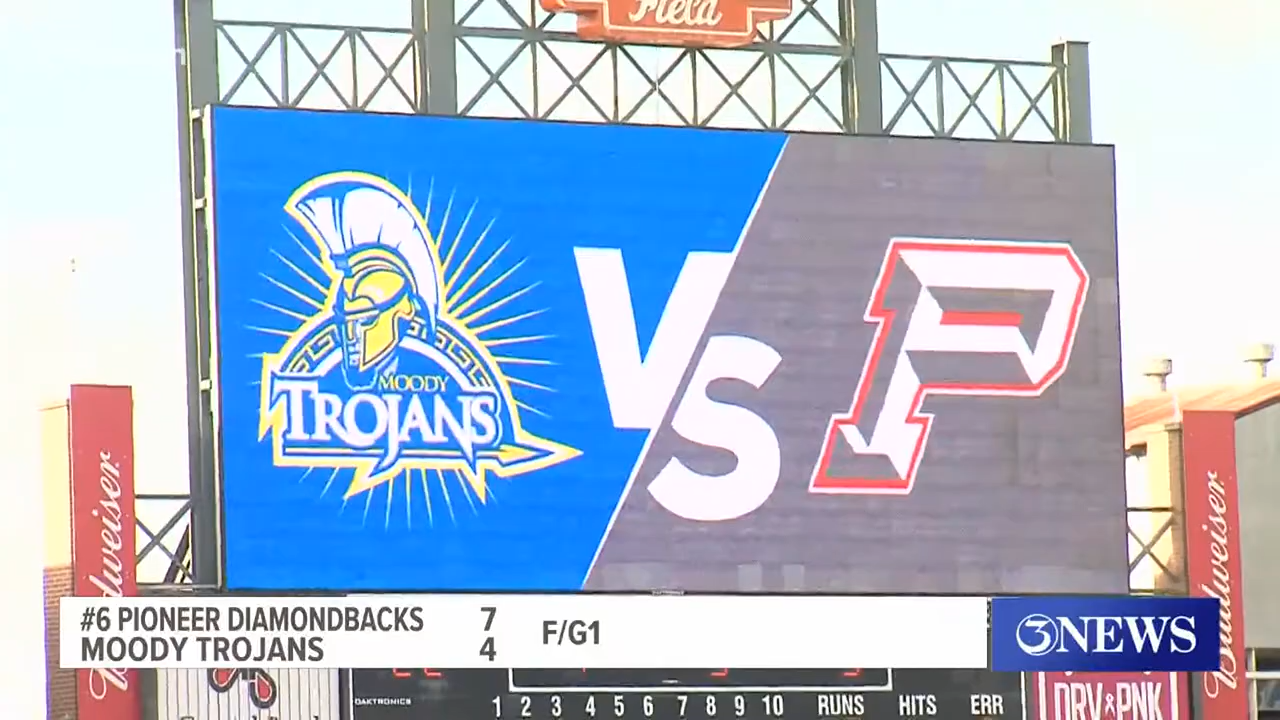 Field
VS
MOODY
TROJANS
P
Budweiser
Budweiser
#6 PIONEER DIAMONDBACKS 7
MOODY TROJANS 4
F/G1
3NEWS
DAKTRONICS
1 2 3 4 5 6 7 8 9 10 RUNS HITS ERR
DRV PNK